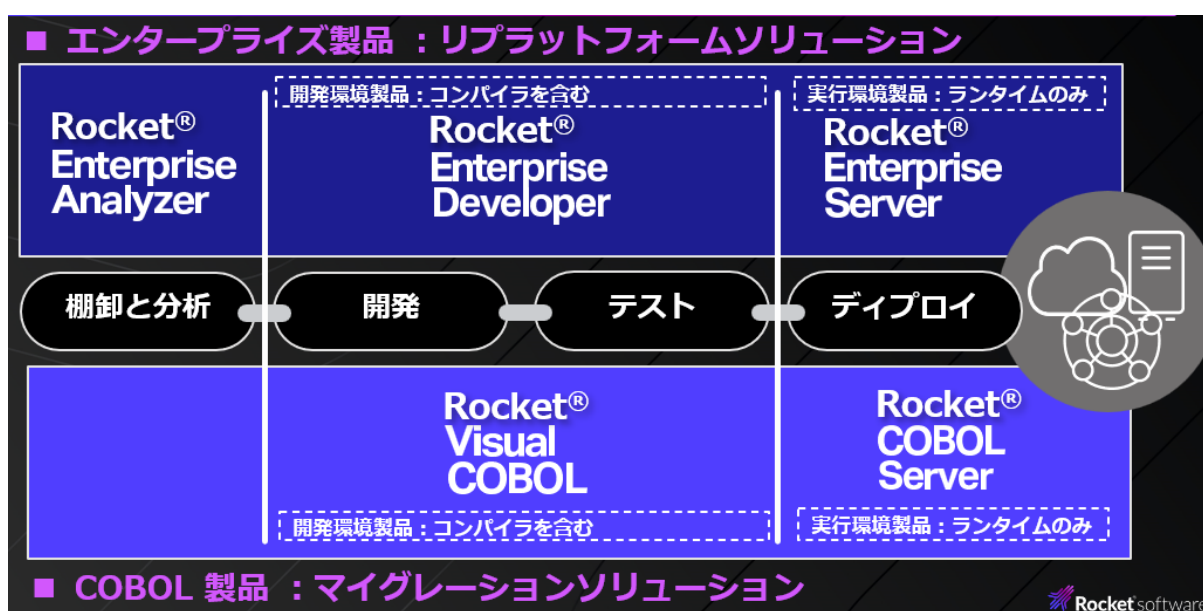 ■ エンタープライズ製品 ：リプラットフォームソリューション
開発環境製品：コンパイラを含む
実行環境製品：ランタイムのみ
Rocket®
Enterprise
Analyzer
Rocket®
Enterprise
Developer
Rocket®
Enterprise
Server
棚卸と分析
開発
テスト
ディプロイ
Rocket®
Visual
COBOL
Rocket®
COBOL
Server
開発環境製品：コンパイラを含む
実行環境製品：ランタイムのみ
■ COBOL 製品 ：マイグレーションソリューション
Rocket software